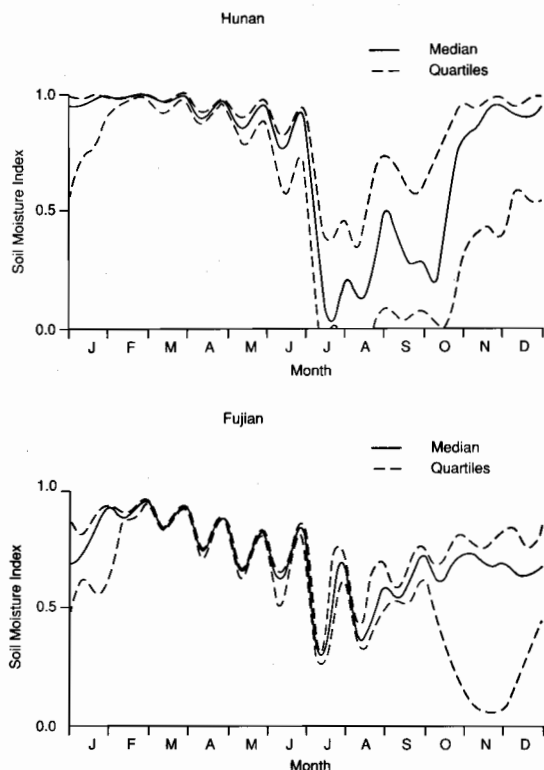 Hunan
Median
Quartiles
1.0
0.5
0.0
Soil Moisture Index
J F M A M J J A S O N D
Month
Fujian
Median
Quartiles
1.0
0.5
0.0
Soil Moisture Index
J F M A M J J A S O N D
Month